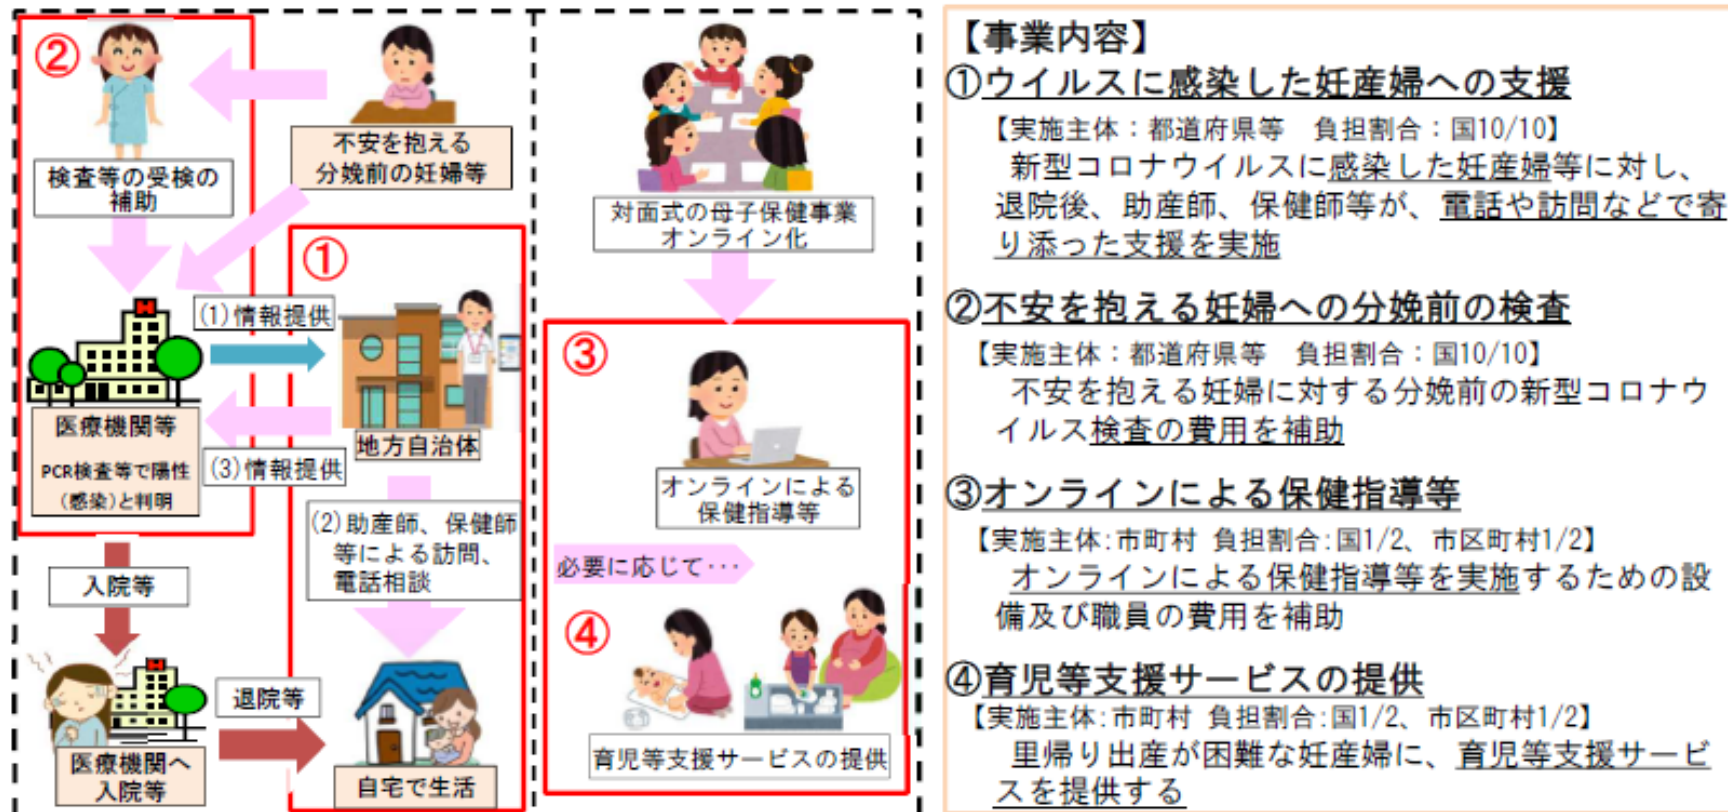 ②
検査等の受検の
補助
不安を抱える
分娩前の妊婦等
①
(1)情報提供
医療機関等
PCR検査等で陽性
(感染)と判明
地方自治体
(3)情報提供
(2)助産師、保健師
等による訪問、
電話相談
入院等
医療機関へ
入院等
退院等
自宅で生活
対面式の母子保健事業
オンライン化
③
オンラインによる
保健指導等
必要に応じて･･･
④
育児等支援サービスの提供
【事業内容】
①ウイルスに感染した妊産婦への支援
【実施主体：都道府県等　負担割合：国10/10】
新型コロナウイルスに感染した妊産婦等に対し、
退院後、助産師、保健師等が、電話や訪問などで寄
り添った支援を実施
②不安を抱える妊婦への分娩前の検査
【実施主体：都道府県等　負担割合：国10/10】
不安を抱える妊婦に対する分娩前の新型コロナウ
イルス検査の費用を補助
③オンラインによる保健指導等
【実施主体:市町村 負担割合:国1/2、市区町村1/2】
オンラインによる保健指導等を実施するための設
備及び職員の費用を補助
④育児等支援サービスの提供
【実施主体:市町村 負担割合:国1/2、市区町村1/2】
里帰り出産が困難な妊産婦に、育児等支援サービ
スを提供する